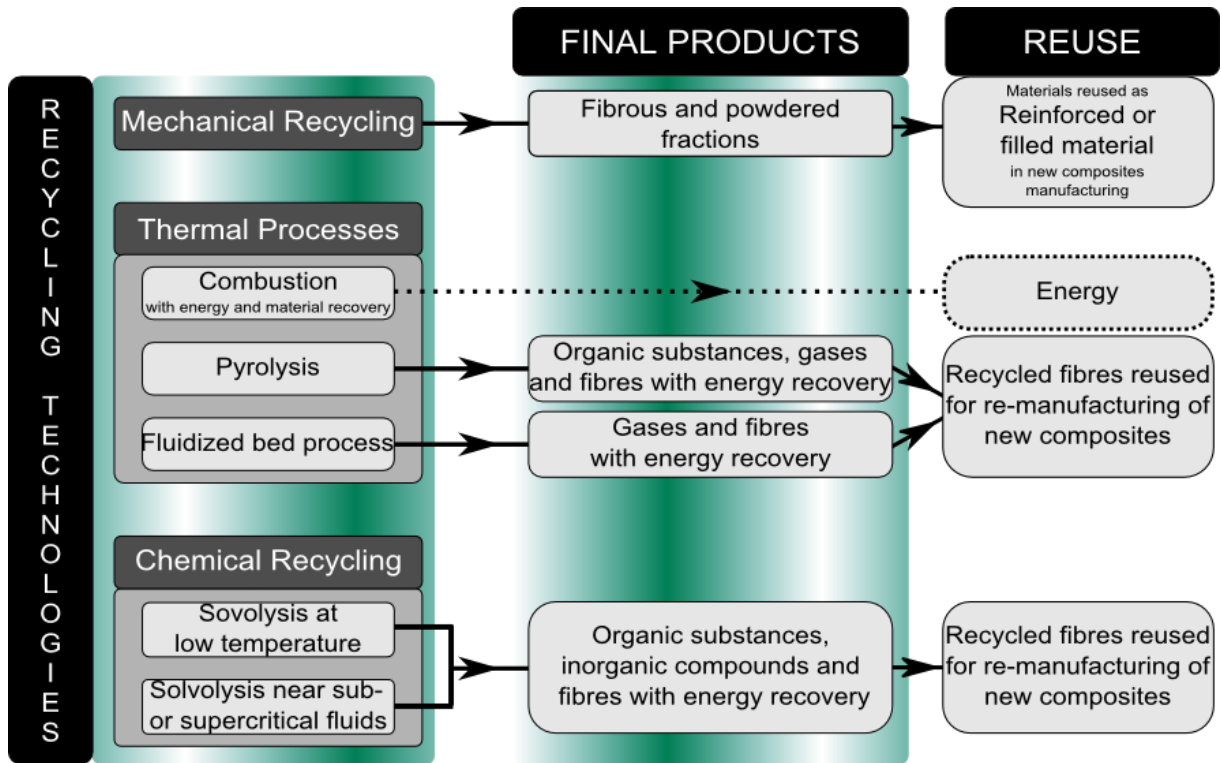 FINAL PRODUCTS
REUSE
RECYCLING TECHNOLOGIES
Mechanical Recycling
Fibrous and powdered
fractions
Materials reused as
Reinforced or
filled material
in new composites
manufacturing
Thermal Processes
Combustion
with energy and material recovery
Energy
Pyrolysis
Organic substances, gases
and fibres with energy recovery
Recycled fibres reused
for re-manufacturing of
new composites
Fluidized bed process
Gases and fibres
with energy recovery
Chemical Recycling
Sovolysis at
low temperature
Solvolysis near sub-
or supercritical fluids
Organic substances,
inorganic compounds and
fibres with energy recovery
Recycled fibres reused
for re-manufacturing of
new composites